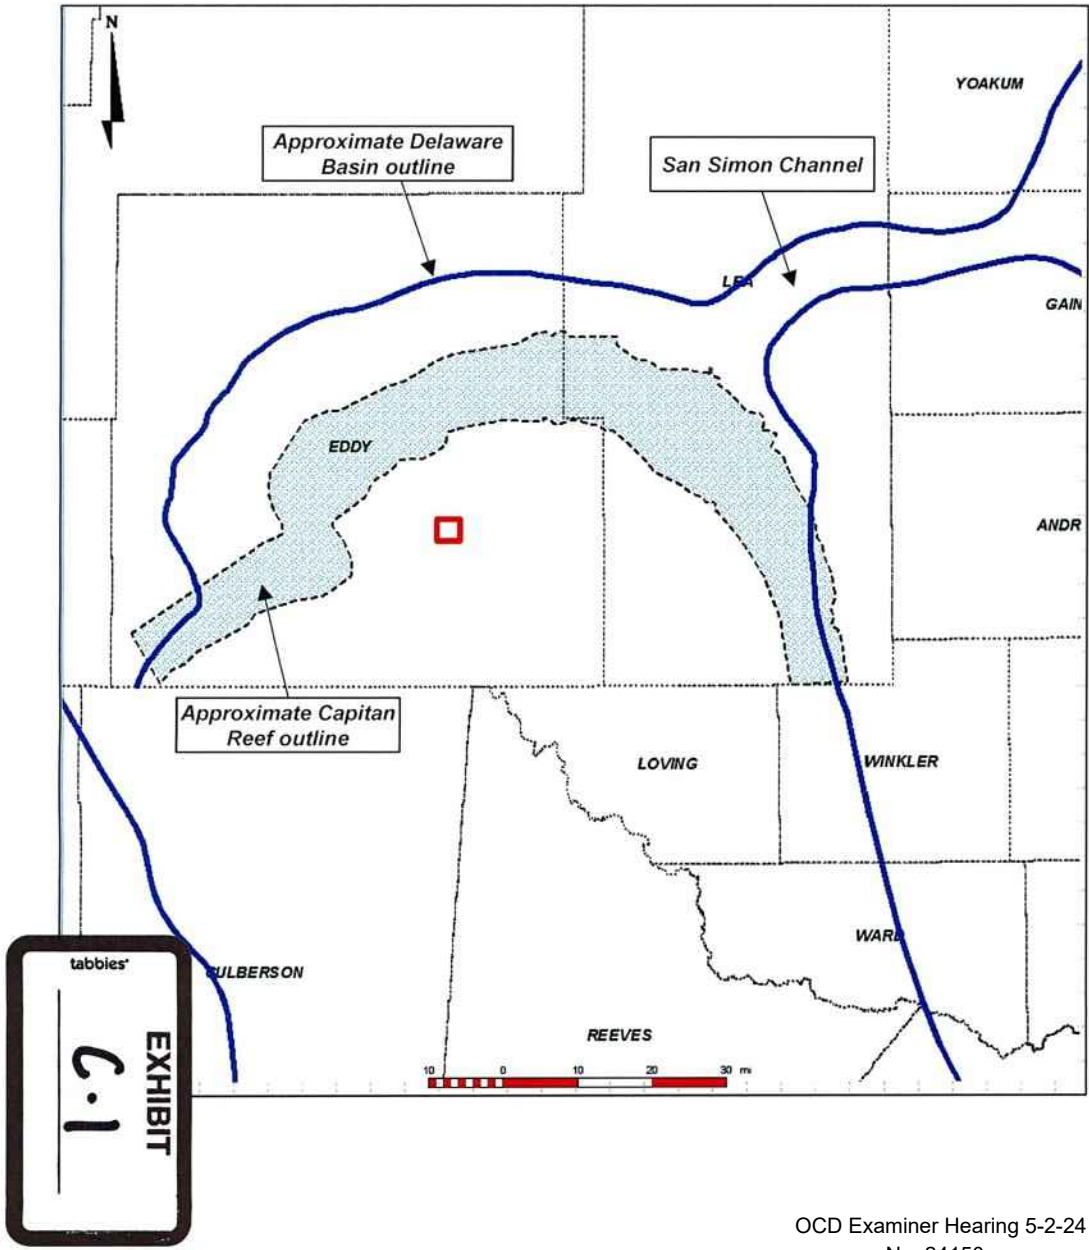 N
YOAKUM
Approximate Delaware
Basin outline
San Simon Channel
LEA
GAIN
EDDY
ANDR
Approximate Capitan
Reef outline
LOVING
WINKLER
WARD
CULBERSON
REEVES
10 0 10 20 30 mi
tabbies®
EXHIBIT
C.1
OCD Examiner Hearing 5-2-24